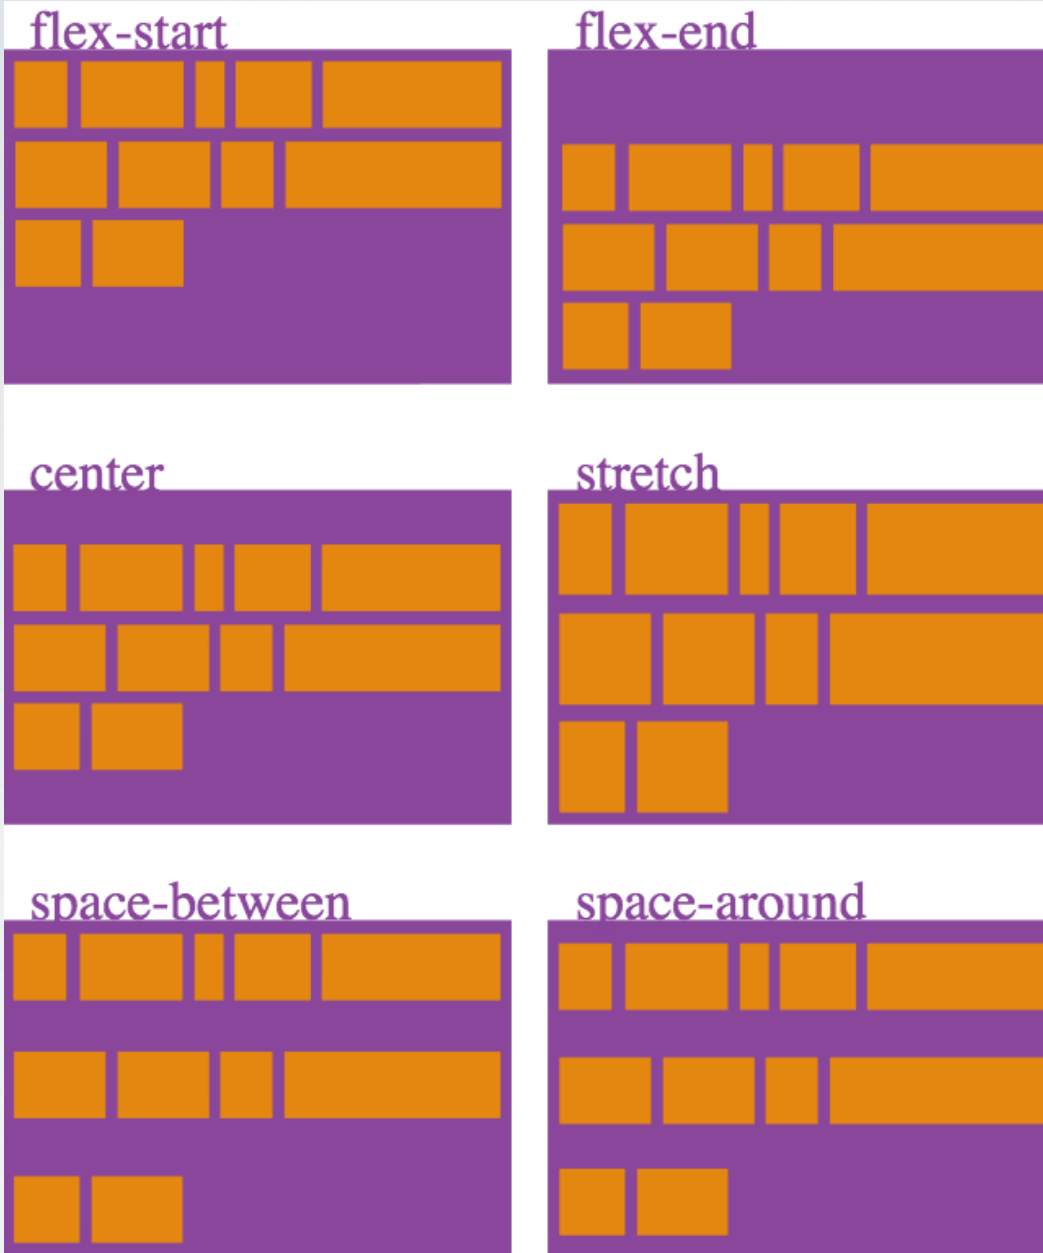 flex-start
flex-end
center
stretch
space-between
space-around